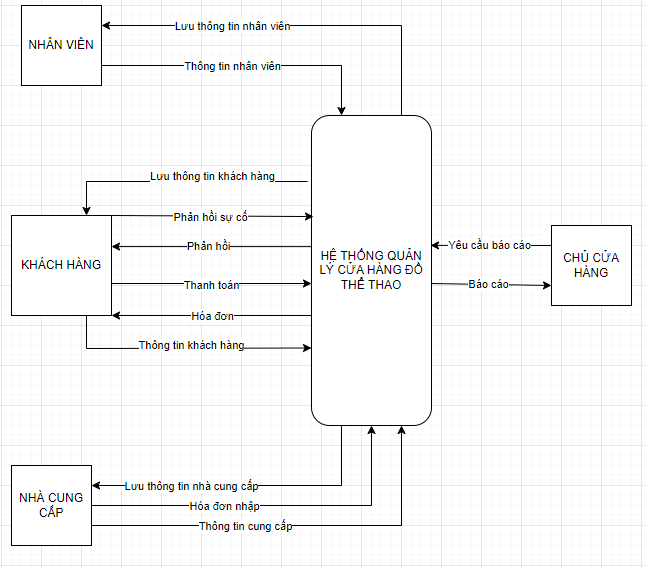 Lưu thông tin nhân viên
NHÂN VIÊN
Thông tin nhân viên
Lưu thông tin khách hàng
Phản hồi sự cố
Phản hồi
KHÁCH HÀNG
Thanh toán
Hóa đơn
Thông tin khách hàng
HỆ THỐNG QUẢN
LÝ CỬA HÀNG ĐỒ
THỂ THAO
Yêu cầu báo cáo
Báo cáo
CHỦ CỬA
HÀNG
Lưu thông tin nhà cung cấp
NHÀ CUNG
CẤP
Hóa đơn nhập
Thông tin cung cấp